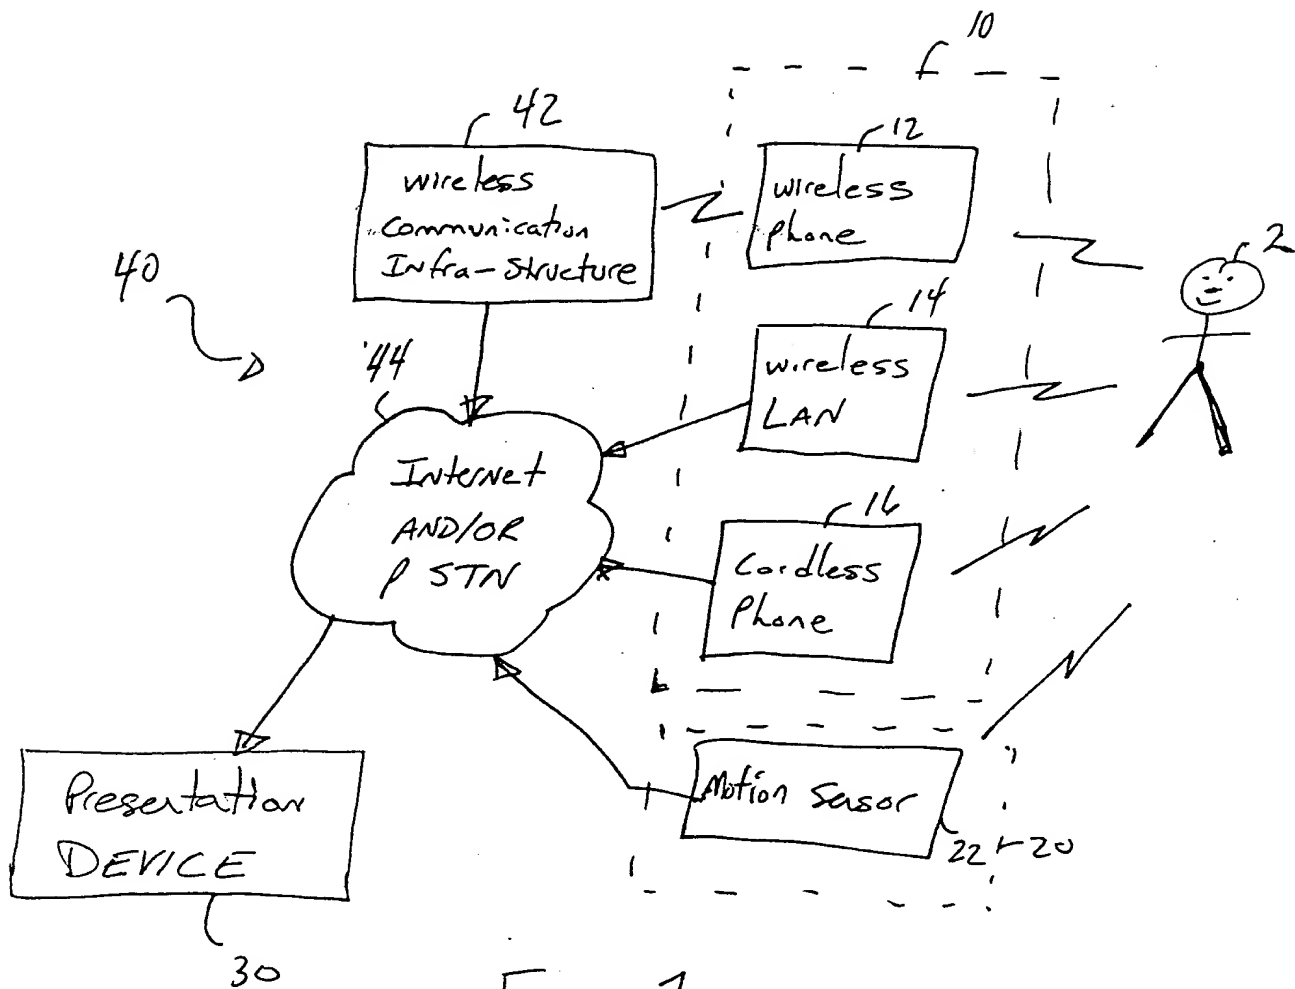 10
42
12
wireless
Communication
Infra-Structure
wireless
phone
2
40
14
44
wireless
LAN
Internet
AND/OR
PSTN
16
Cordless
Phone
Motion Sensor
22
20
Presentation
DEVICE
30